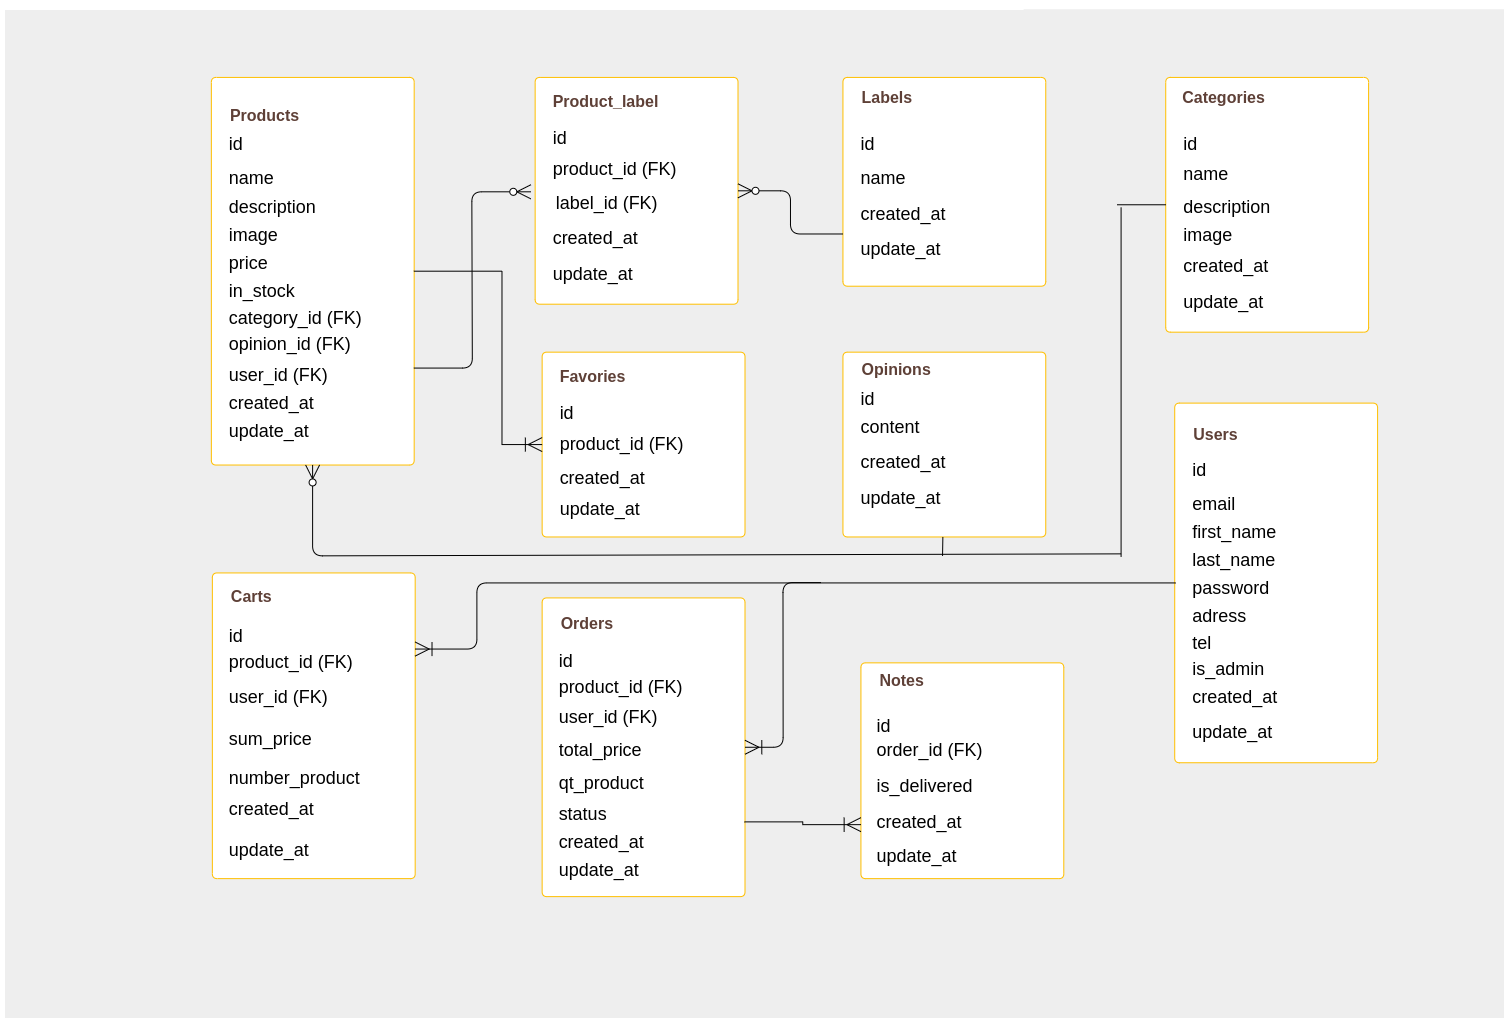 Products
id
name
description
image
price
in_stock
category_id (FK)
opinion_id (FK)
user_id (FK)
created_at
update_at
Product_label
id
product_id (FK)
label_id (FK)
created_at
update_at
Labels
id
name
created_at
update_at
Categories
id
name
description
image
created_at
update_at
Favories
id
product_id (FK)
created_at
update_at
Opinions
id
content
created_at
update_at
Users
id
email
first_name
last_name
password
adress
tel
is_admin
created_at
update_at
Carts
id
product_id (FK)
user_id (FK)
sum_price
number_product
created_at
update_at
Orders
id
product_id (FK)
user_id (FK)
total_price
qt_product
status
created_at
update_at
Notes
id
order_id (FK)
is_delivered
created_at
update_at